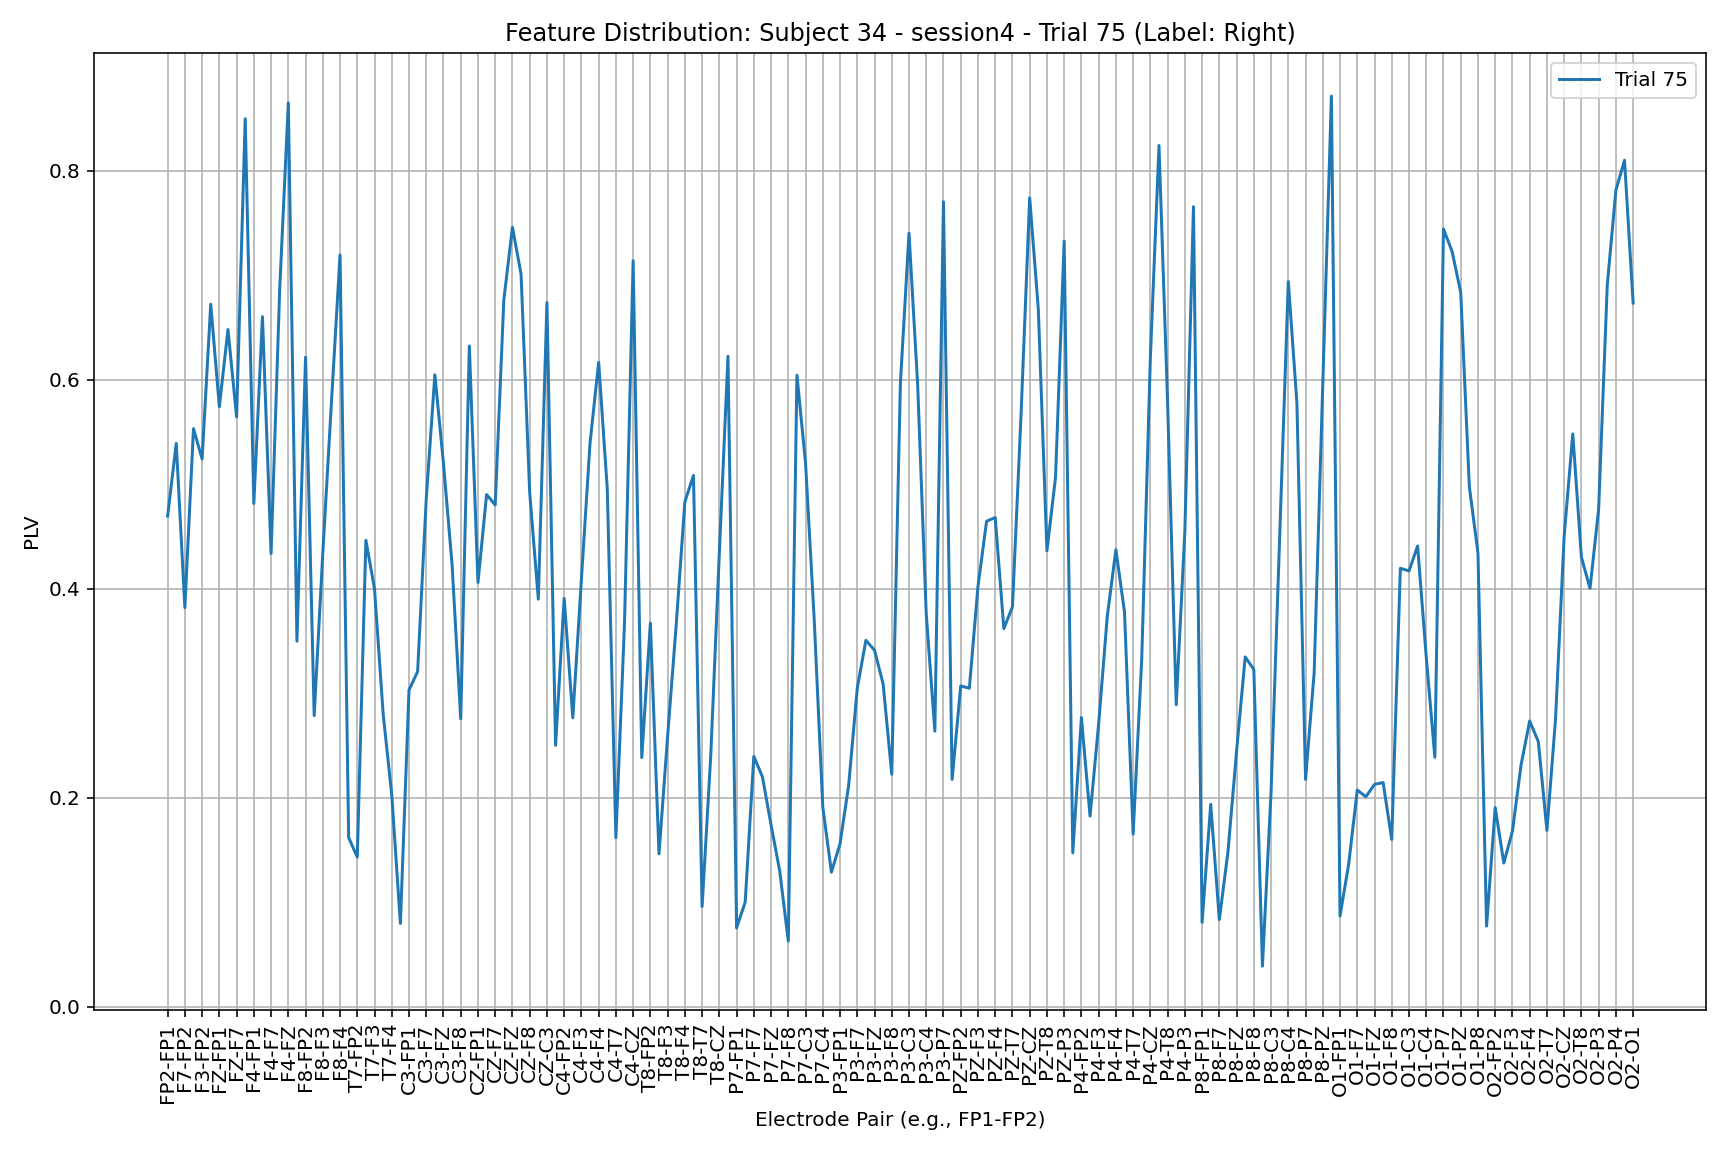 Feature Distribution: Subject 34 - session4 - Trial 75 (Label: Right)
Trial 75
PLV
0.8
0.6
0.4
0.2
0.0
FP2-FP1
F7-FP2
F3-FP2
FZ-FP1
FZ-F7
F4-FP1
F4-F7
F4-FZ
F8-FP2
F8-F3
F8-F4
T7-FP2
T7-F3
T7-F4
C3-FP1
C3-F7
C3-FZ
C3-F8
CZ-FP1
CZ-F7
CZ-FZ
CZ-F8
CZ-C3
C4-FP2
C4-F3
C4-F4
C4-T7
C4-CZ
T8-FP2
T8-F3
T8-F4
T8-T7
T8-CZ
P7-FP1
P7-F7
P7-FZ
P7-F8
P7-C3
P7-C4
P3-FP1
P3-F7
P3-FZ
P3-F8
P3-C3
P3-C4
P3-P7
PZ-FP2
PZ-F3
PZ-F4
PZ-T7
PZ-CZ
PZ-T8
PZ-P3
P4-FP2
P4-F3
P4-F4
P4-T7
P4-CZ
P4-T8
P4-P3
P8-FP1
P8-F7
P8-FZ
P8-F8
P8-C3
P8-C4
P8-P7
P8-PZ
O1-FP1
O1-F7
O1-FZ
O1-F8
O1-C3
O1-C4
O1-P7
O1-PZ
O1-P8
O2-FP2
O2-F3
O2-F4
O2-T7
O2-CZ
O2-T8
O2-P3
O2-P4
O2-O1
Electrode Pair (e.g., FP1-FP2)